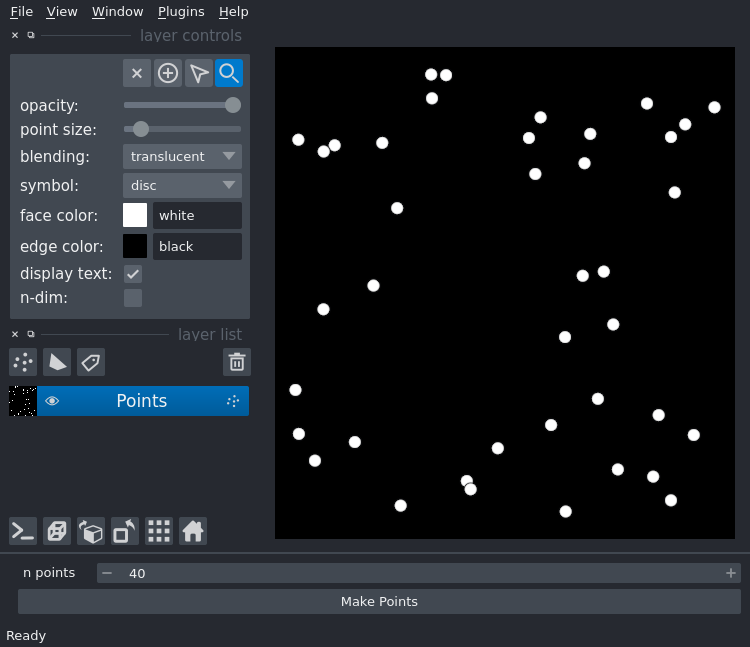 File View Window Plugins Help
layer controls
opacity:
point size:
blending: translucent
symbol: disc
face color: white
edge color: black
display text:
n-dim:
layer list
Points
n points 40
Make Points
Ready